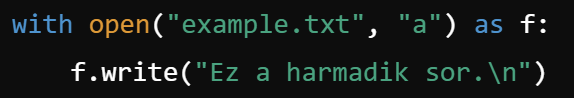 with open("example.txt", "a") as f:
    f.write("Ez a harmadik sor.\n")